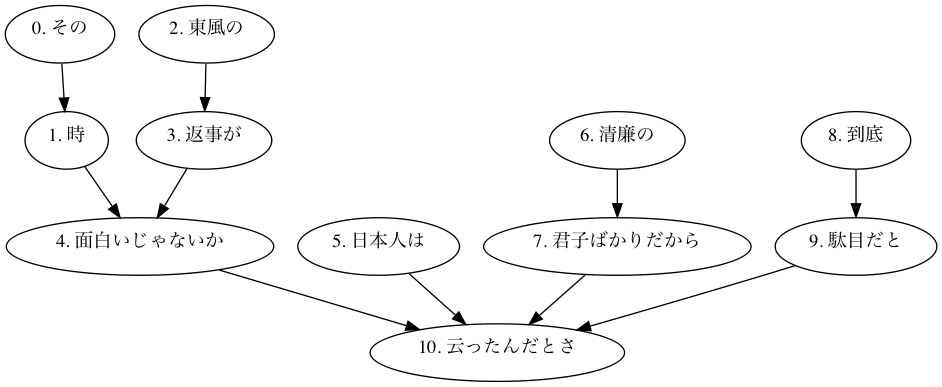 0. その
2. 東風の
1. 時
3. 返事が
6. 清廉の
8. 到底
4. 面白いじゃないか
5. 日本人は
7. 君子ばかりだから
9. 駄目だと
10. 云ったんだとさ